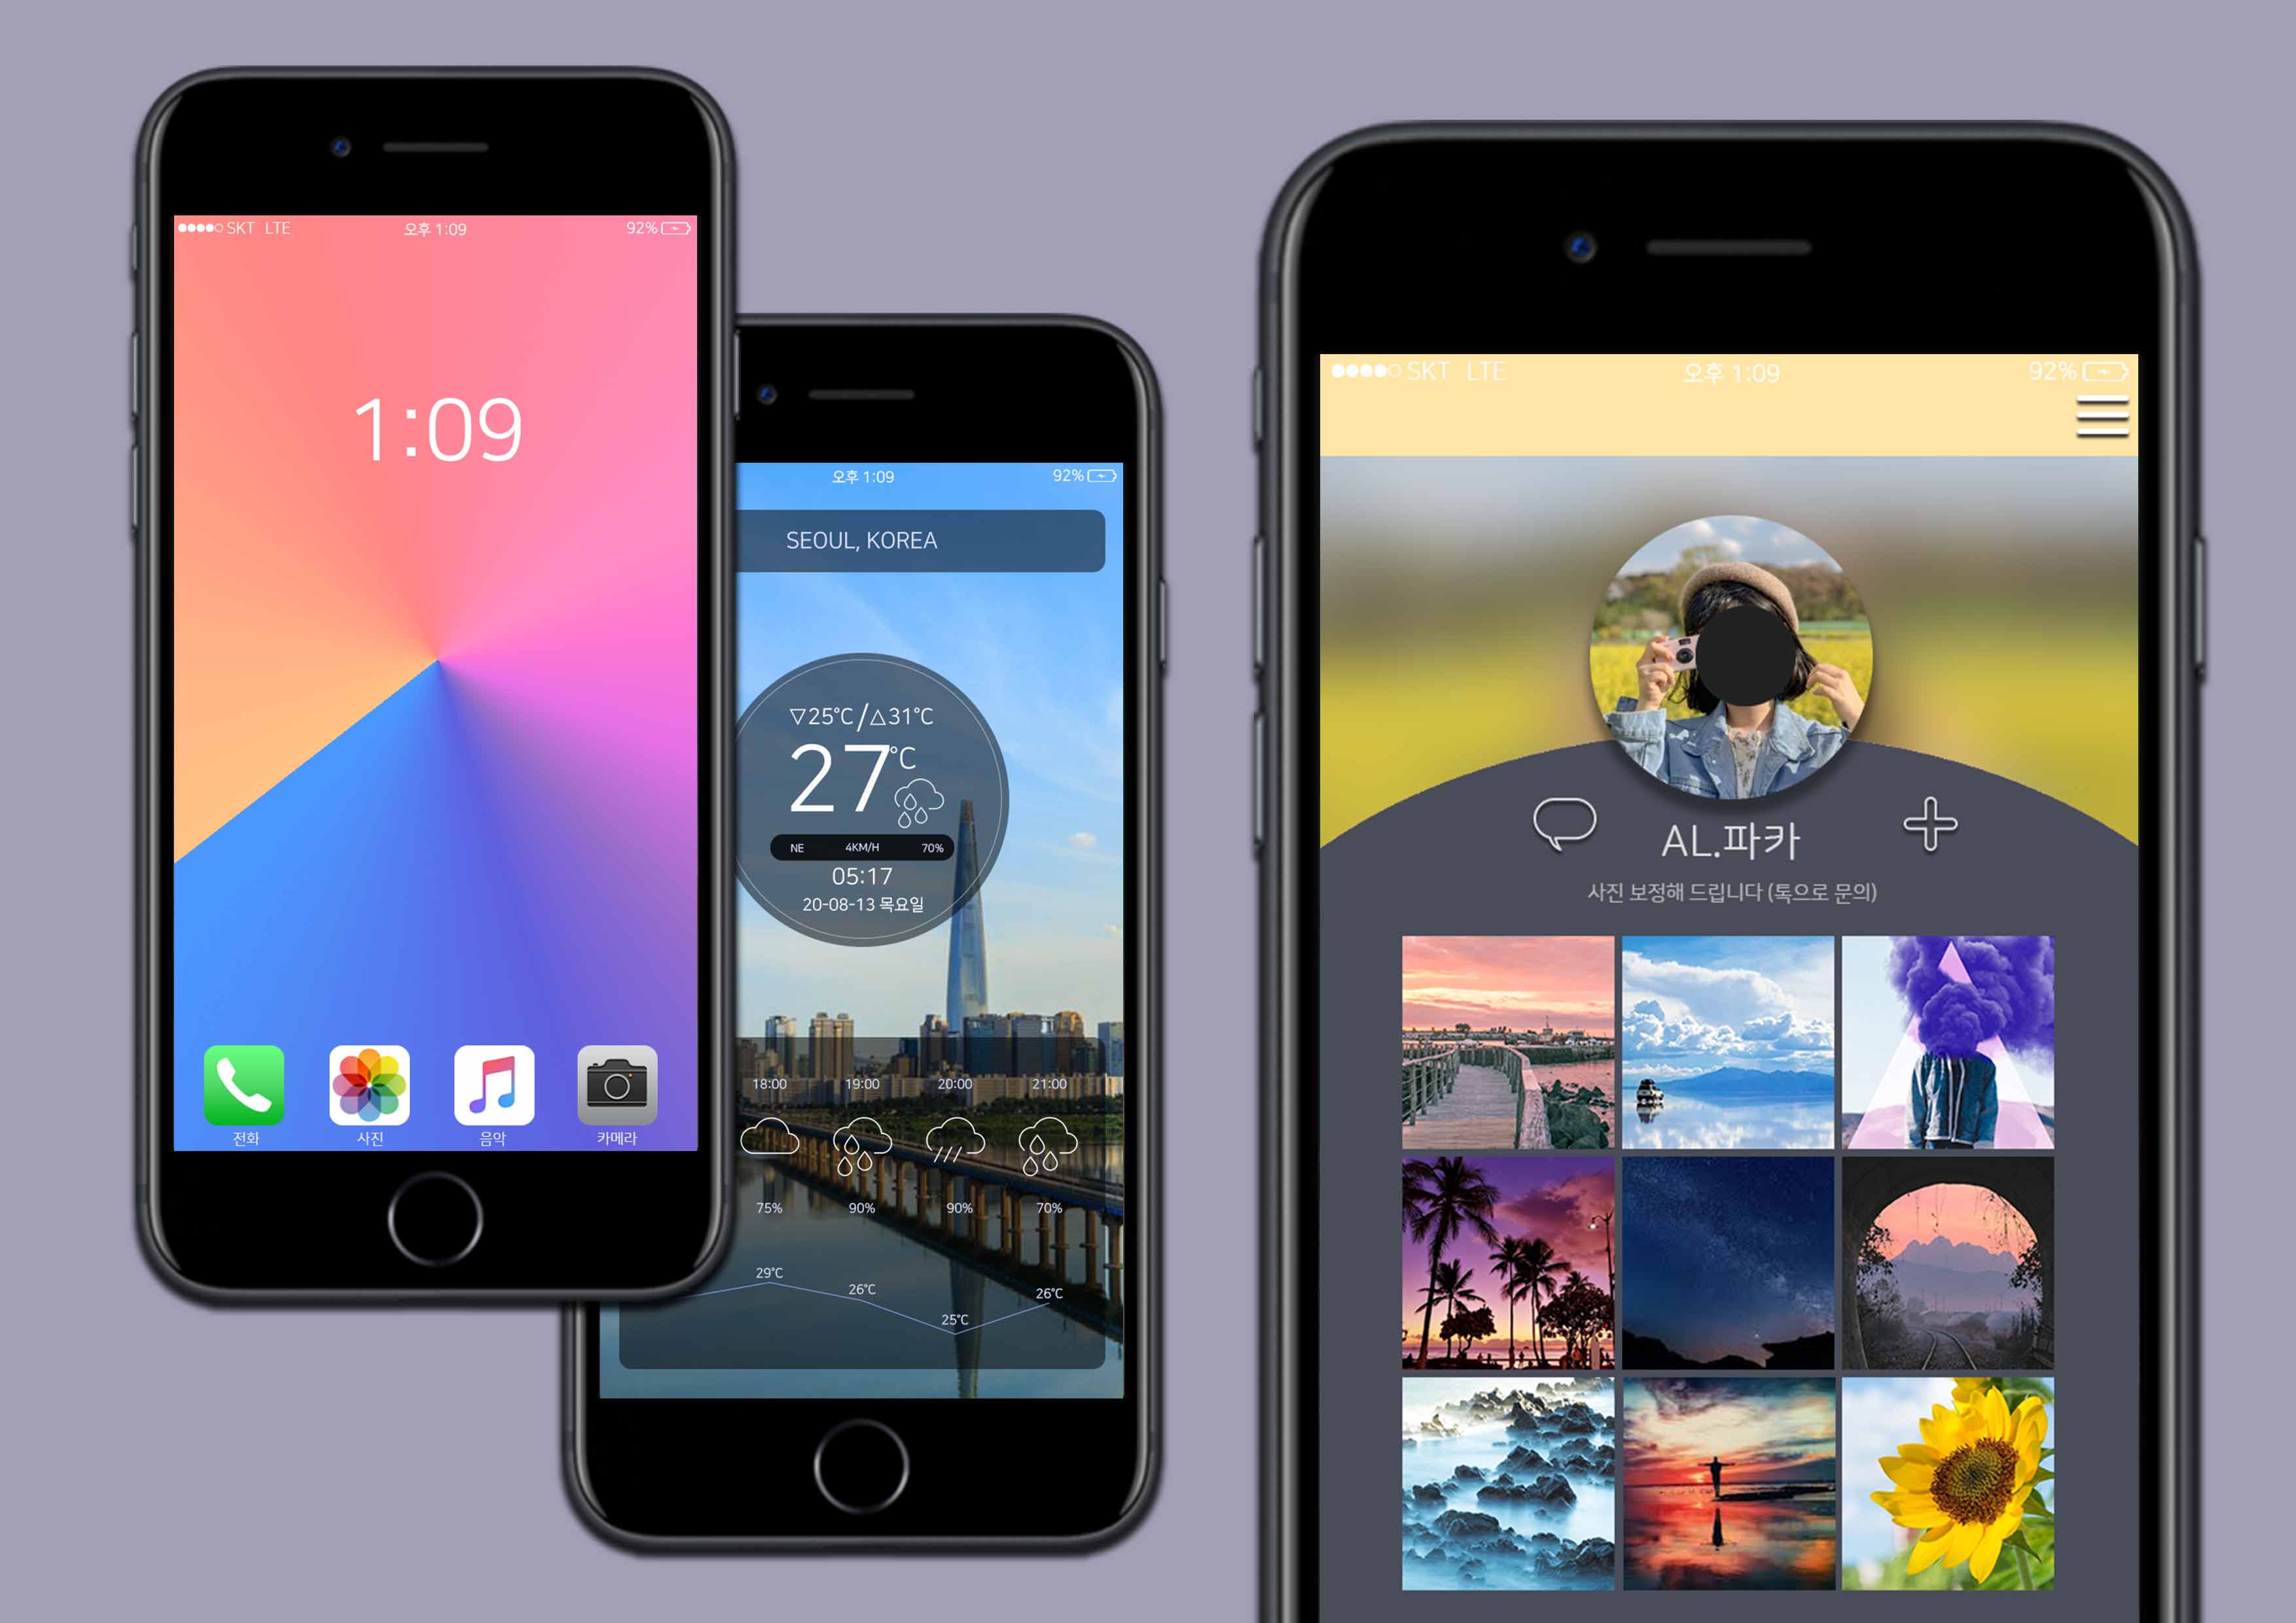 SKT LTE 오후 1:09 92%
1:09
전화 사진 음악 카메라
오후 1:09 92%
SEOUL, KOREA
▽25°C/△31°C
27°C
NE 4KM/H 70%
05:17
20-08-13 목요일
18:00 19:00 20:00 21:00
75% 90% 90% 70%
29°C 26°C 25°C 26°C
SKT LTE 오후 1:09 92%
AL.파카
사진 보정해 드립니다 (톡으로 문의)